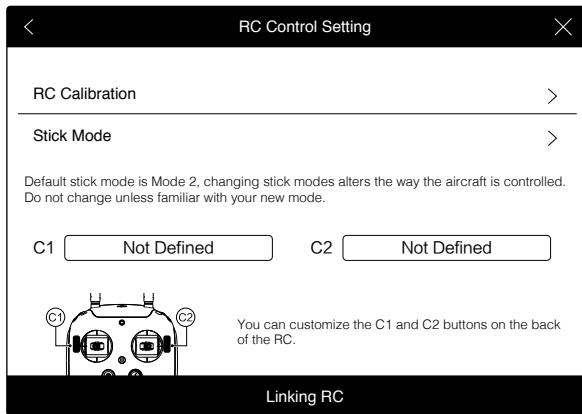 RC Control Setting
RC Calibration
Stick Mode
Default stick mode is Mode 2, changing stick modes alters the way the aircraft is controlled.
Do not change unless familiar with your new mode.
C1 Not Defined C2 Not Defined
C1 C2
You can customize the C1 and C2 buttons on the back
of the RC.
Linking RC